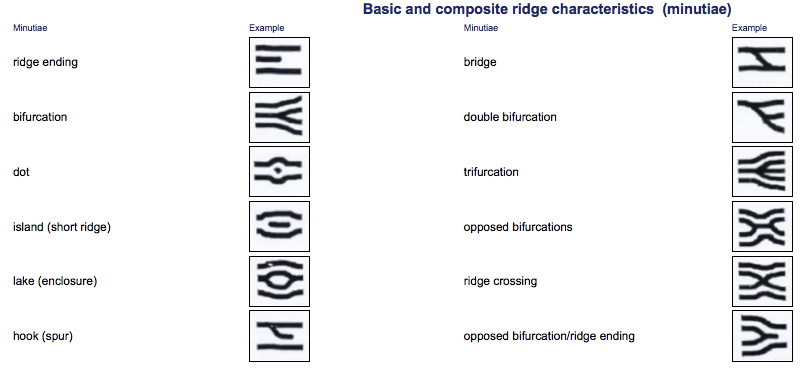 Basic and composite ridge characteristics (minutiae)
Minutiae Example Minutiae Example
ridge ending bridge
bifurcation double bifurcation
dot trifurcation
island (short ridge) opposed bifurcations
lake (enclosure) ridge crossing
hook (spur) opposed bifurcation/ridge ending